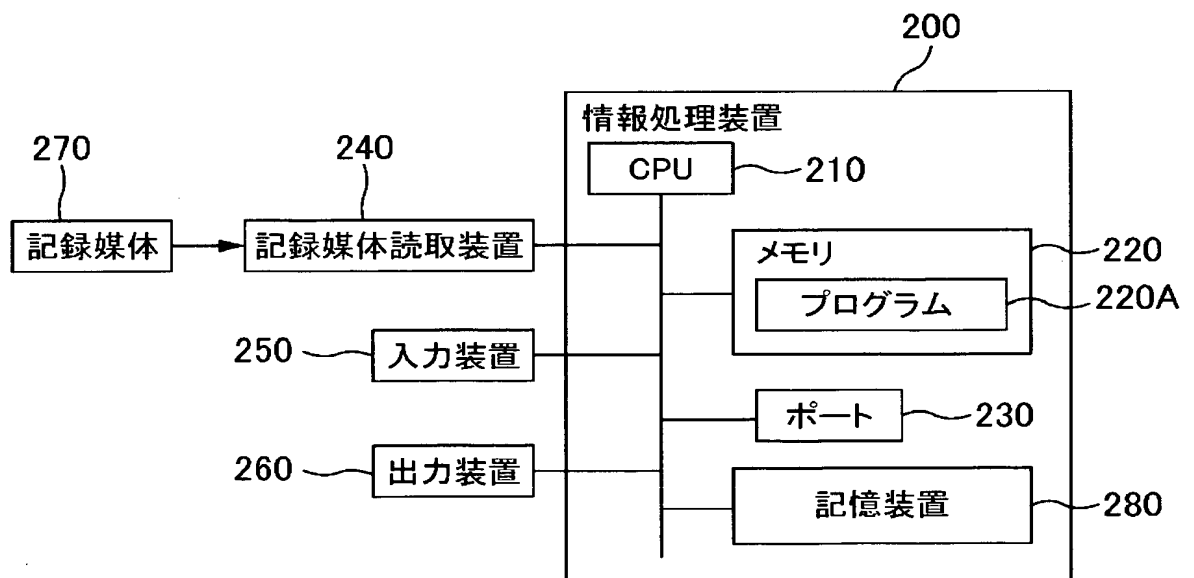 200
情報処理装置
270
240
CPU
210
記録媒体
記録媒体読取装置
メモリ
220
プログラム
220A
250
入力装置
ポート
230
260
出力装置
記憶装置
280